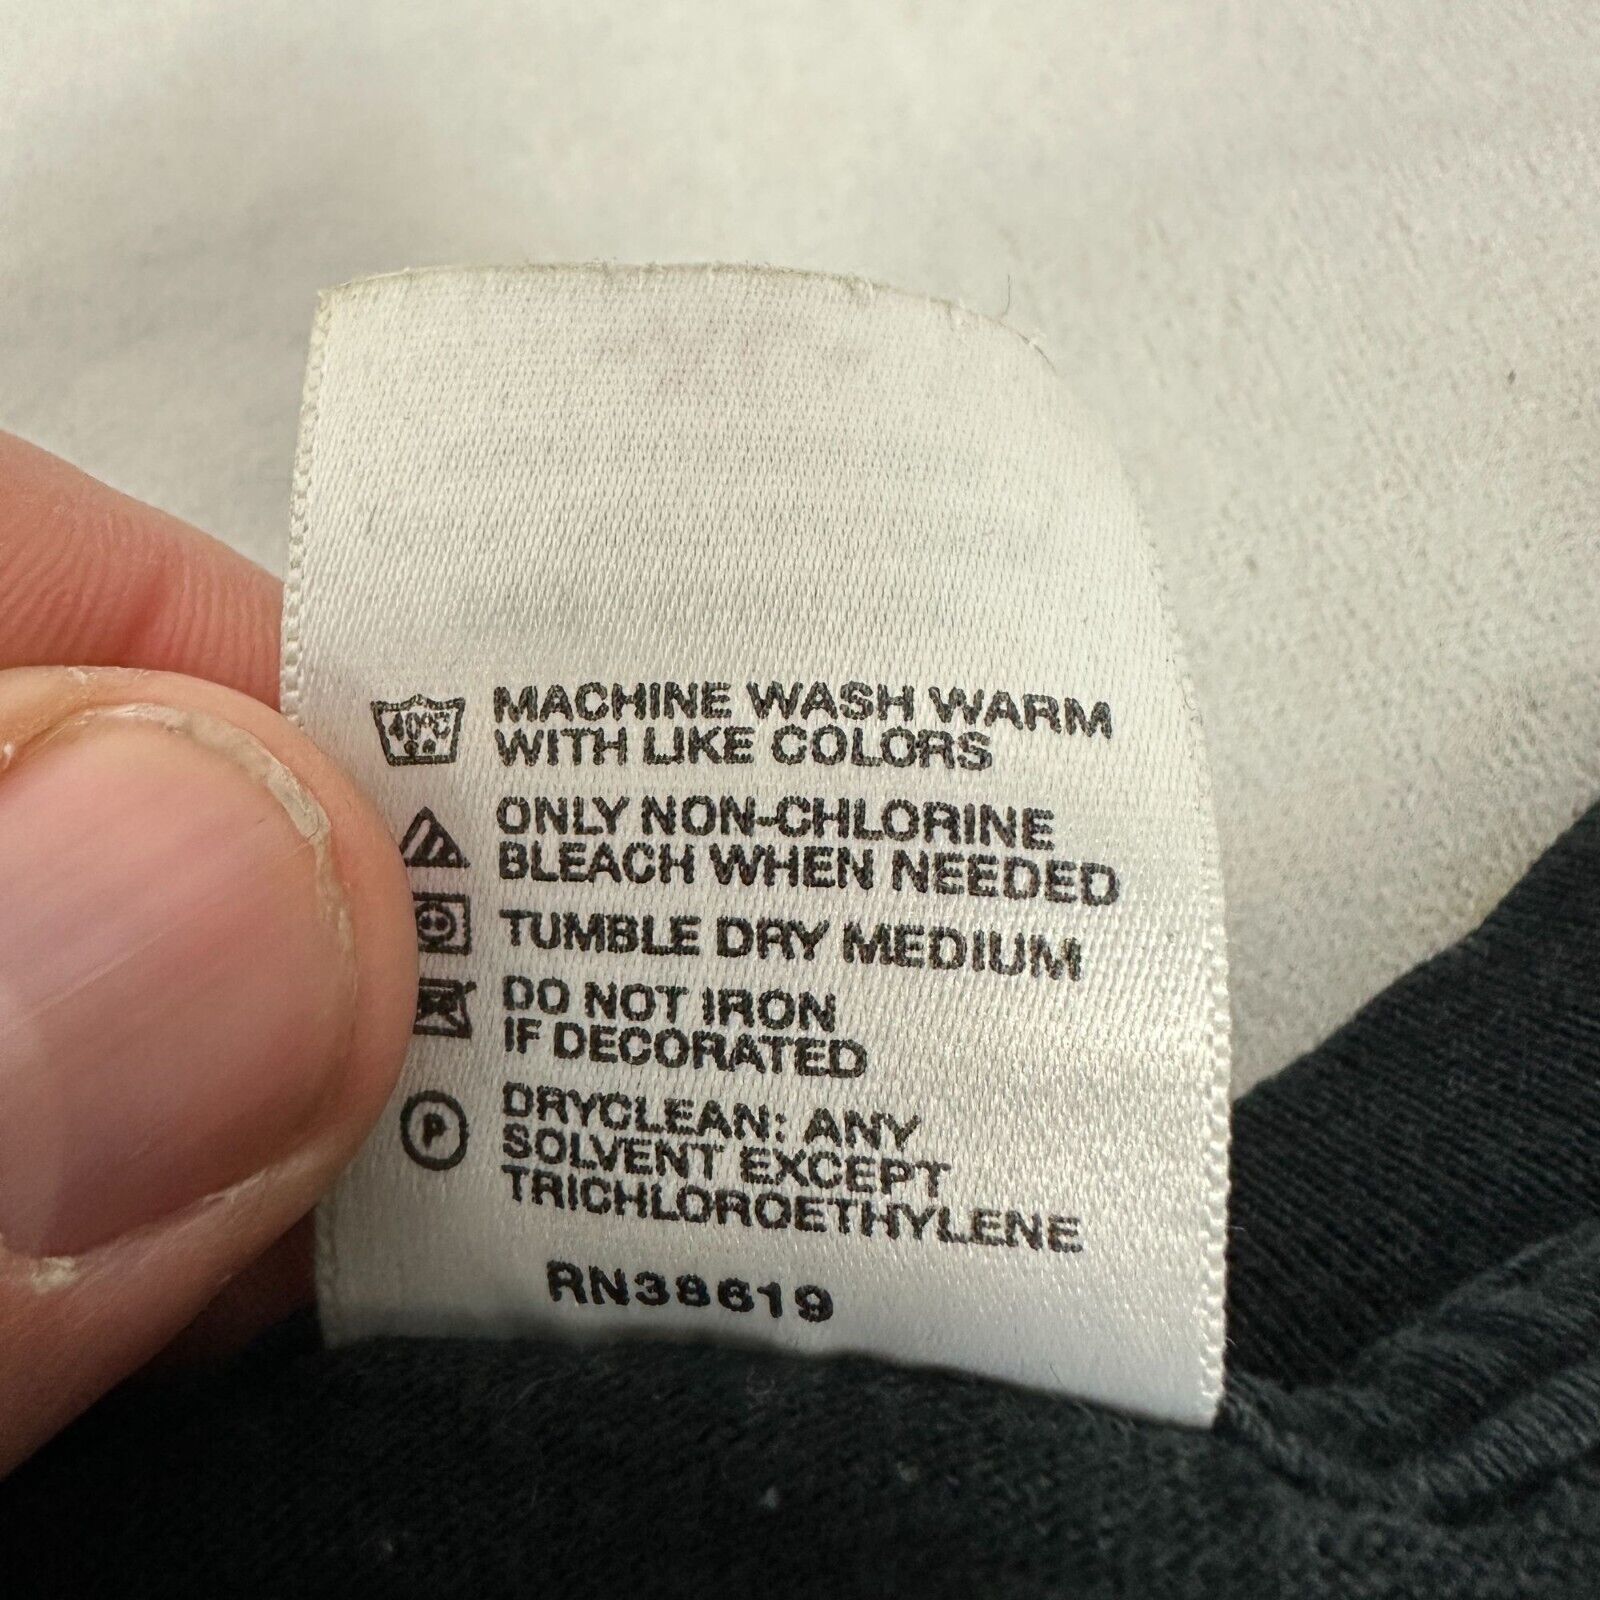 40°C
MACHINE WASH WARM
WITH LIKE COLORS
ONLY NON-CHLORINE
BLEACH WHEN NEEDED
TUMBLE DRY MEDIUM
DO NOT IRON
IF DECORATED
P
DRYCLEAN: ANY
SOLVENT EXCEPT
TRICHLOROETHYLENE
RN38619